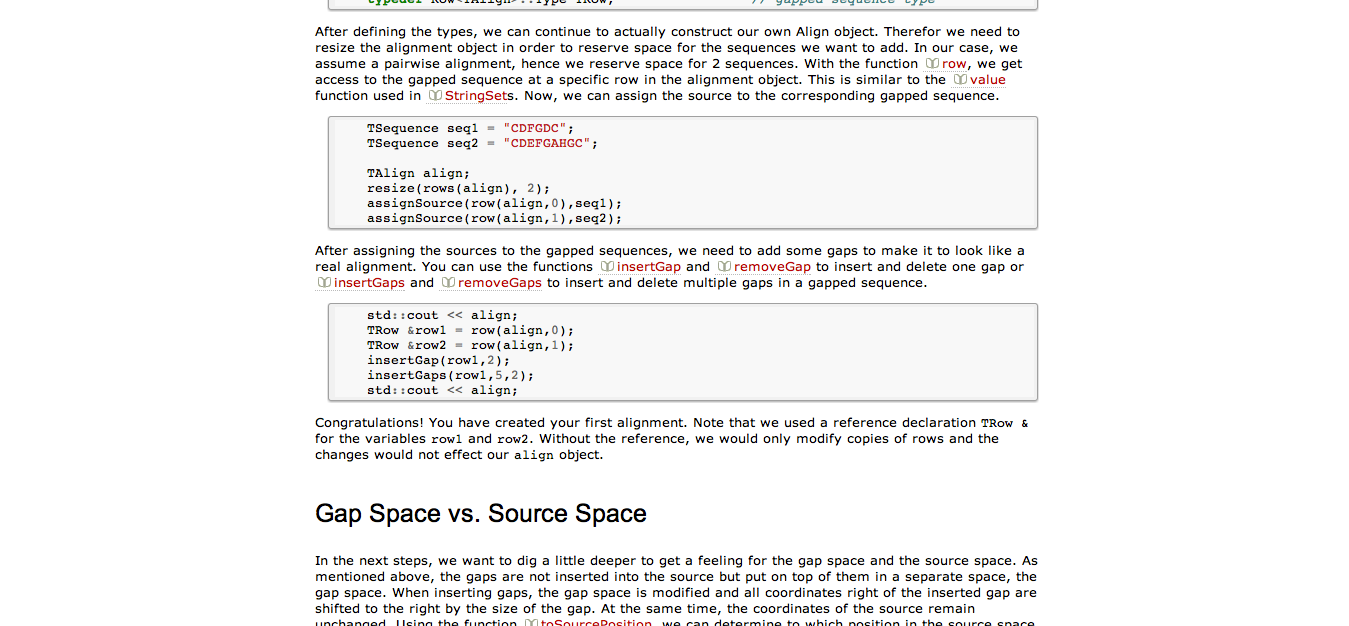 typedef Row<TAlign>::Type TRow; // gapped sequence type
After defining the types, we can continue to actually construct our own Align object. Therefor we need to
resize the alignment object in order to reserve space for the sequences we want to add. In our case, we
assume a pairwise alignment, hence we reserve space for 2 sequences. With the function row, we get
access to the gapped sequence at a specific row in the alignment object. This is similar to the value
function used in StringSets. Now, we can assign the source to the corresponding gapped sequence.
TSequence seq1 = "CDFGDC";
TSequence seq2 = "CDEFGAHGC";
TAlign align;
resize(rows(align), 2);
assignSource(row(align,0),seq1);
assignSource(row(align,1),seq2);
After assigning the sources to the gapped sequences, we need to add some gaps to make it to look like a
real alignment. You can use the functions insertGap and removeGap to insert and delete one gap or
insertGaps and removeGaps to insert and delete multiple gaps in a gapped sequence.
std::cout << align;
TRow &row1 = row(align,0);
TRow &row2 = row(align,1);
insertGap(row1,2);
insertGaps(row1,5,2);
std::cout << align;
Congratulations! You have created your first alignment. Note that we used a reference declaration TRow &
for the variables row1 and row2. Without the reference, we would only modify copies of rows and the
changes would not effect our align object.
Gap Space vs. Source Space
In the next steps, we want to dig a little deeper to get a feeling for the gap space and the source space. As
mentioned above, the gaps are not inserted into the source but put on top of them in a separate space, the
gap space. When inserting gaps, the gap space is modified and all coordinates right of the inserted gap are
shifted to the right by the size of the gap. At the same time, the coordinates of the source remain
unchanged. Using the function toSourcePosition, we can determine to which position in the source space